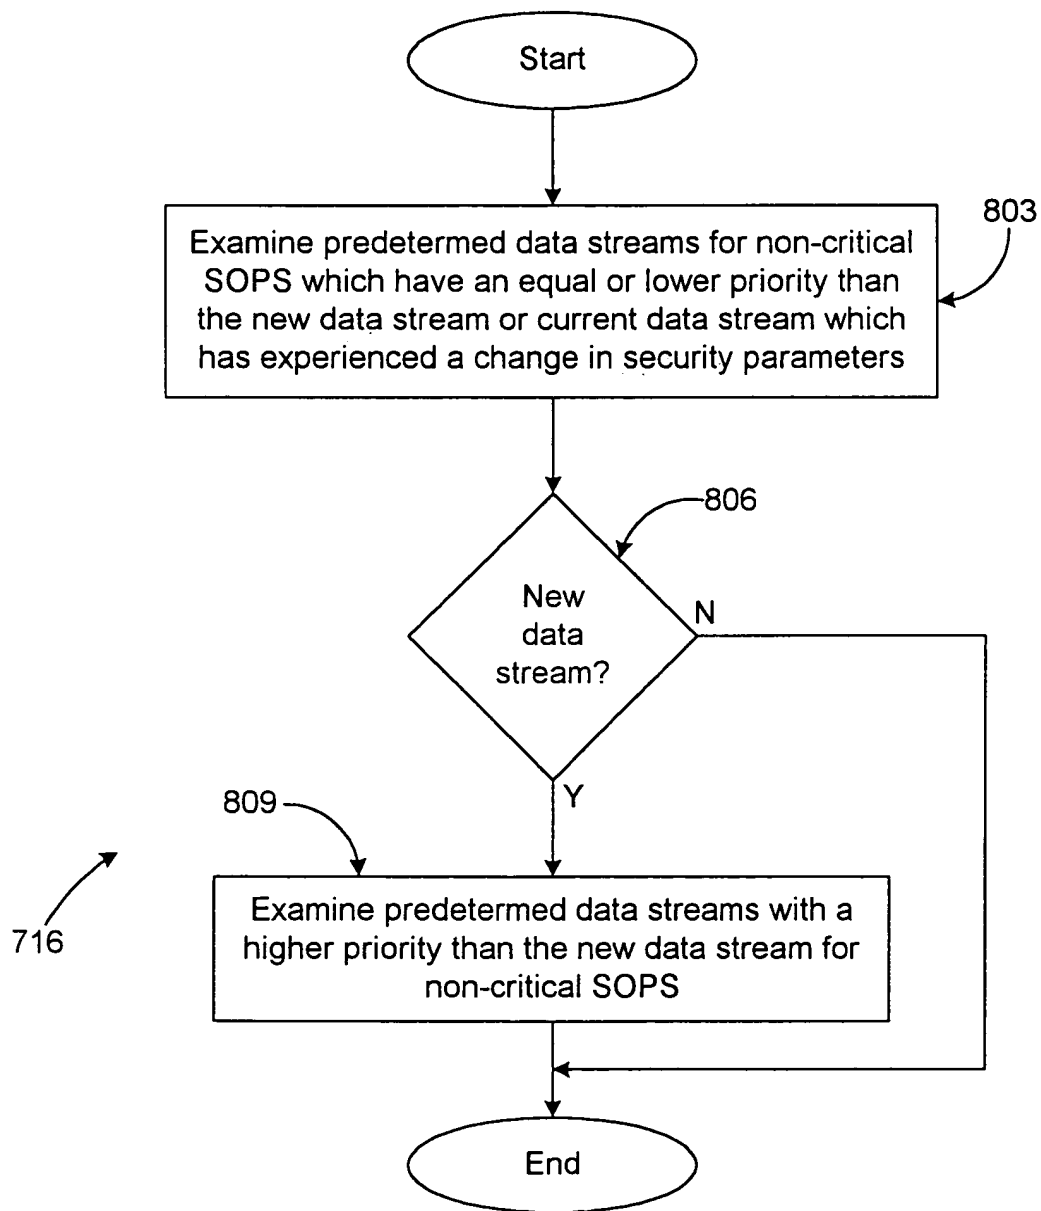 Start
803
Examine predetermed data streams for non-critical
SOPS which have an equal or lower priority than
the new data stream or current data stream which
has experienced a change in security parameters
806
New
data
stream?
N
Y
809
716
Examine predetermed data streams with a
higher priority than the new data stream for
non-critical SOPS
End